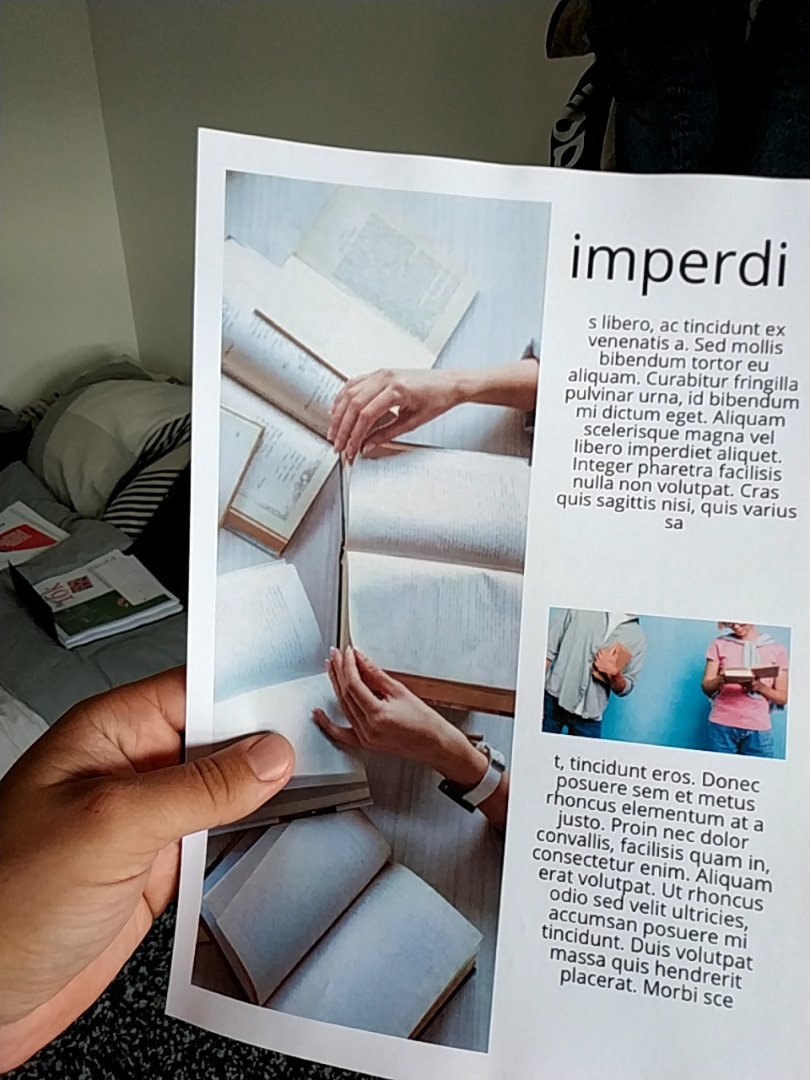 imperdi
s libero, ac tincidunt ex
venenatis a. Sed mollis
bibendum tortor eu
aliquam. Curabitur fringilla
pulvinar urna, id bibendum
mi dictum eget. Aliquam
scelerisque magna vel
libero imperdiet aliquet.
Integer pharetra facilisis
nulla non volutpat. Cras
quis sagittis nisi, quis varius
sa
t, tincidunt eros. Donec
posuere sem et metus
rhoncus elementum at a
justo. Proin nec dolor
convallis, facilisis quam in,
consectetur enim. Aliquam
erat volutpat. Ut rhoncus
odio sed velit ultricies,
accumsan posuere mi
tincidunt. Duis volutpat
massa quis hendrerit
placerat. Morbi sce